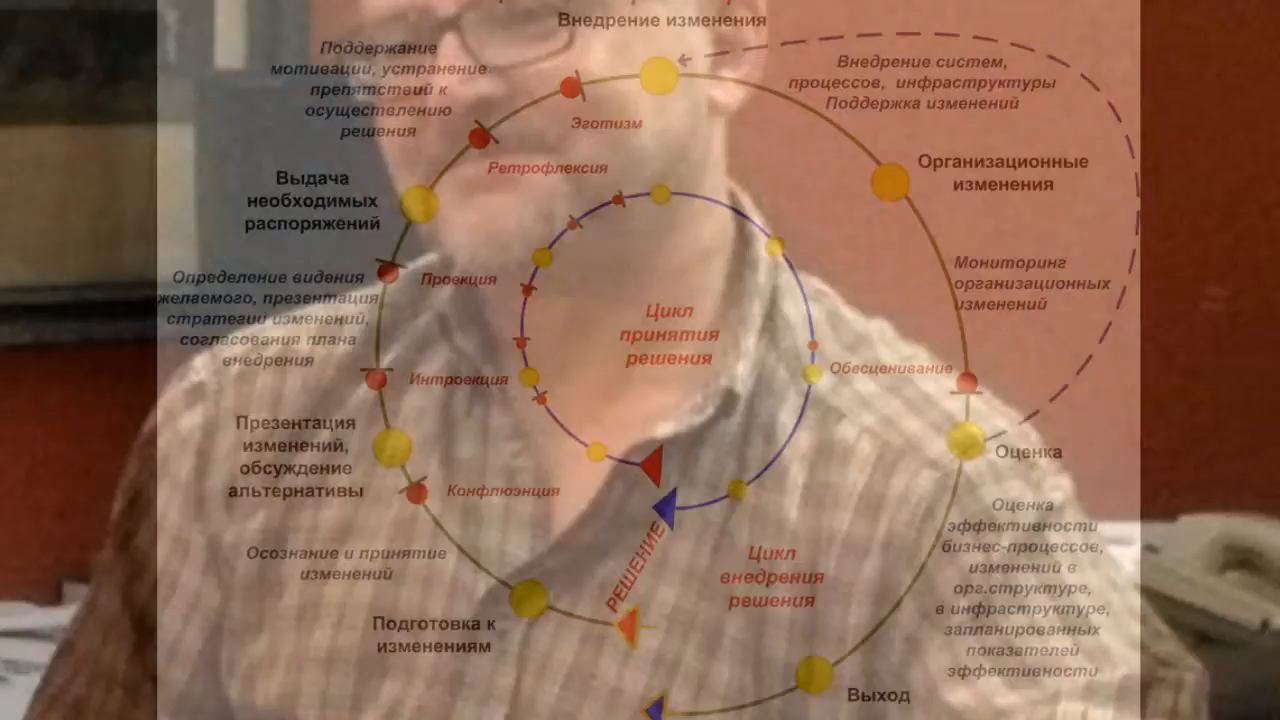 Внедрение изменения
Поддержание
мотивации, устранение
препятствий к
осуществлению
решения
Внедрение систем,
процессов, инфраструктуры
Поддержка изменений
Эготизм
Ретрофлексия
Организационные
изменения
Выдача
необходимых
распоряжений
Мониторинг
организационных
изменений
Определение видения
желаемого, презентация
стратегии изменений,
согласования плана
внедрения
Проекция
Цикл
принятия
решения
Интроекция
Обесценивание
Презентация
изменений,
обсуждение
альтернативы
Оценка
Конфлюэнция
Оценка
эффективности
бизнес-процессов,
изменений в
орг.структуре,
в инфраструктуре,
запланированных
показателей
эффективности
Осознание и принятие
изменений
РЕШЕНИЕ
Цикл
внедрения
решения
Подготовка к
изменениям
Выход